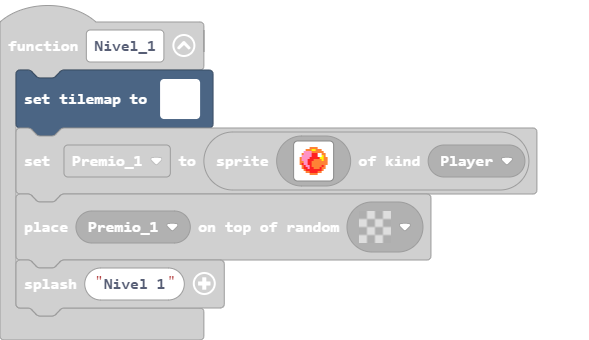 function Nivel_1
set tilemap to
set Premio_1 to sprite of kind Player
place Premio_1 on top of random
splash "Nivel 1"